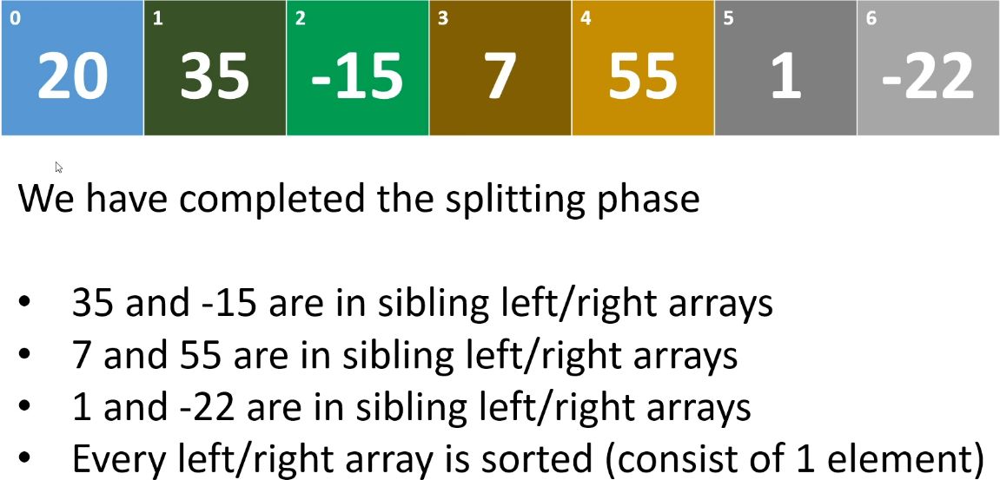 0 1 2 3 4 5 6
20 35 -15 7 55 1 -22
We have completed the splitting phase
• 35 and -15 are in sibling left/right arrays
• 7 and 55 are in sibling left/right arrays
• 1 and -22 are in sibling left/right arrays
• Every left/right array is sorted (consist of 1 element)